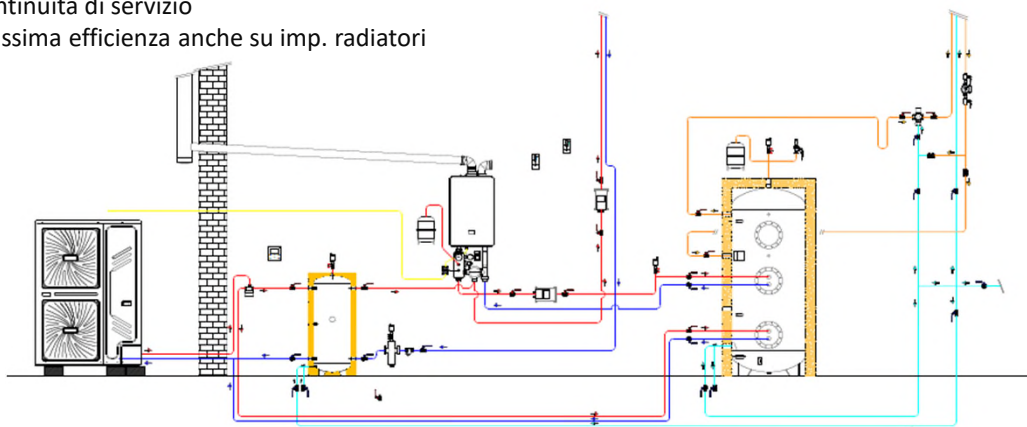 ntinuità di servizio
ssima efficienza anche su imp. radiatori